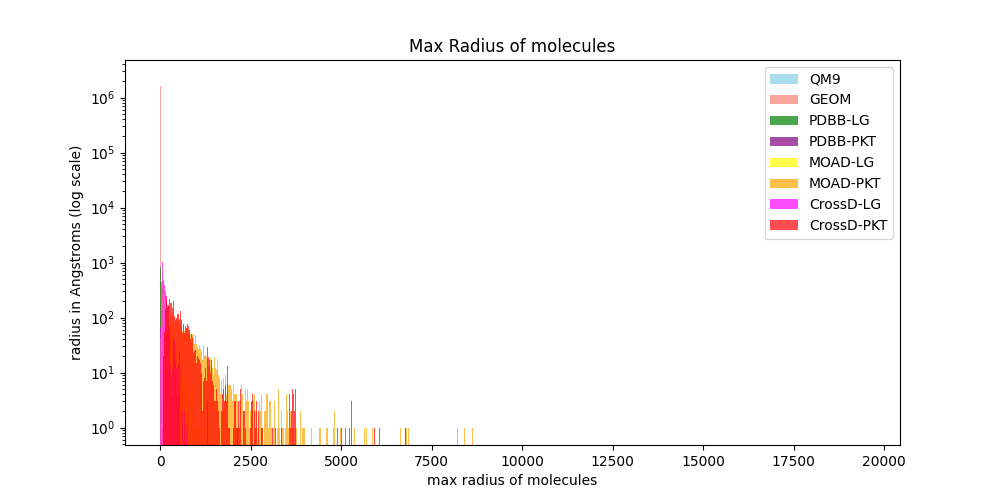 Max Radius of molecules
radius in Angstroms (log scale)
10^6
10^5
10^4
10^3
10^2
10^1
10^0
QM9
GEOM
PDBB-LG
PDBB-PKT
MOAD-LG
MOAD-PKT
CrossD-LG
CrossD-PKT
0 2500 5000 7500 10000 12500 15000 17500 20000
max radius of molecules